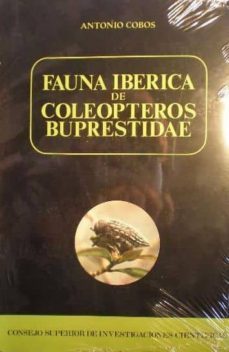 ANTONIO COBOS
FAUNA IBERICA
DE
COLEOPTEROS
BUPRESTIDAE
CONSEJO SUPERIOR DE INVESTIGACIONES CIENTIFICAS